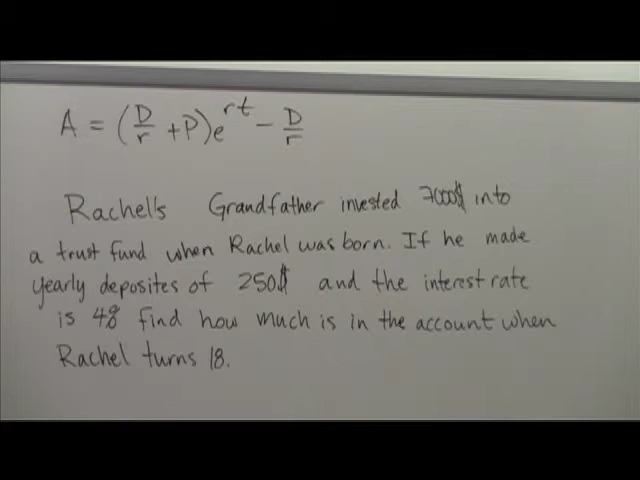 A = (D/r + P)e^rt - D/r
Rachell's Grandfather invested 7000$ into
a trust fund when Rachel was born. If he made
yearly deposites of 250$ and the interest rate
is 4% find how much is in the account when
Rachel turns 18.